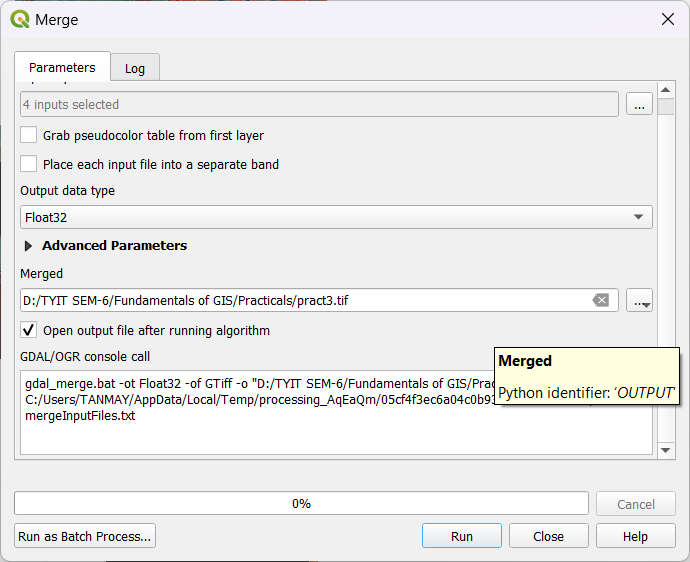 Merge
Parameters
Log
4 inputs selected
...
Grab pseudocolor table from first layer
Place each input file into a separate band
Output data type
Float32
Advanced Parameters
Merged
D:/TYIT SEM-6/Fundamentals of GIS/Practicals/pract3.tif
...
Open output file after running algorithm
GDAL/OGR console call
Merged
Python identifier: ‘OUTPUT’
gdal_merge.bat -ot Float32 -of GTiff -o "D:/TYIT SEM-6/Fundamentals of GIS/Prac
C:/Users/TANMAY/AppData/Local/Temp/processing_AqEaQm/05cf4f3ec6a04c0b93
mergeInputFiles.txt
0%
Cancel
Run as Batch Process...
Run
Close
Help